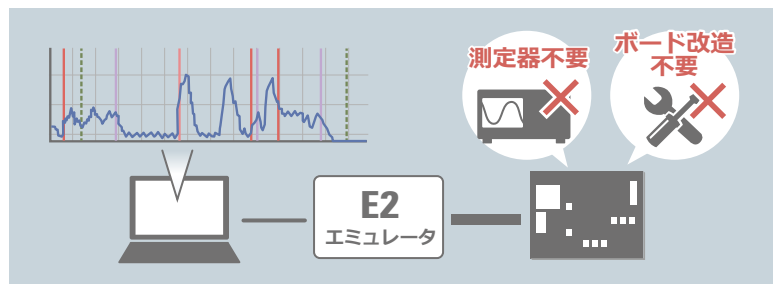 測定器不要
ボード改造
不要
E2
エミュレータ